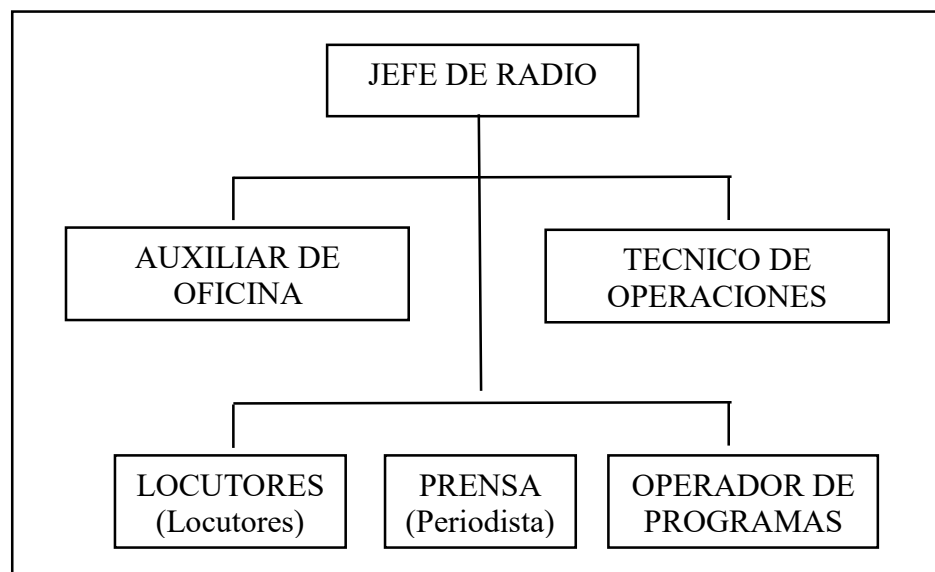 JEFE DE RADIO
AUXILIAR DE
OFICINA
TECNICO DE
OPERACIONES
LOCUTORES
(Locutores)
PRENSA
(Periodista)
OPERADOR DE
PROGRAMAS